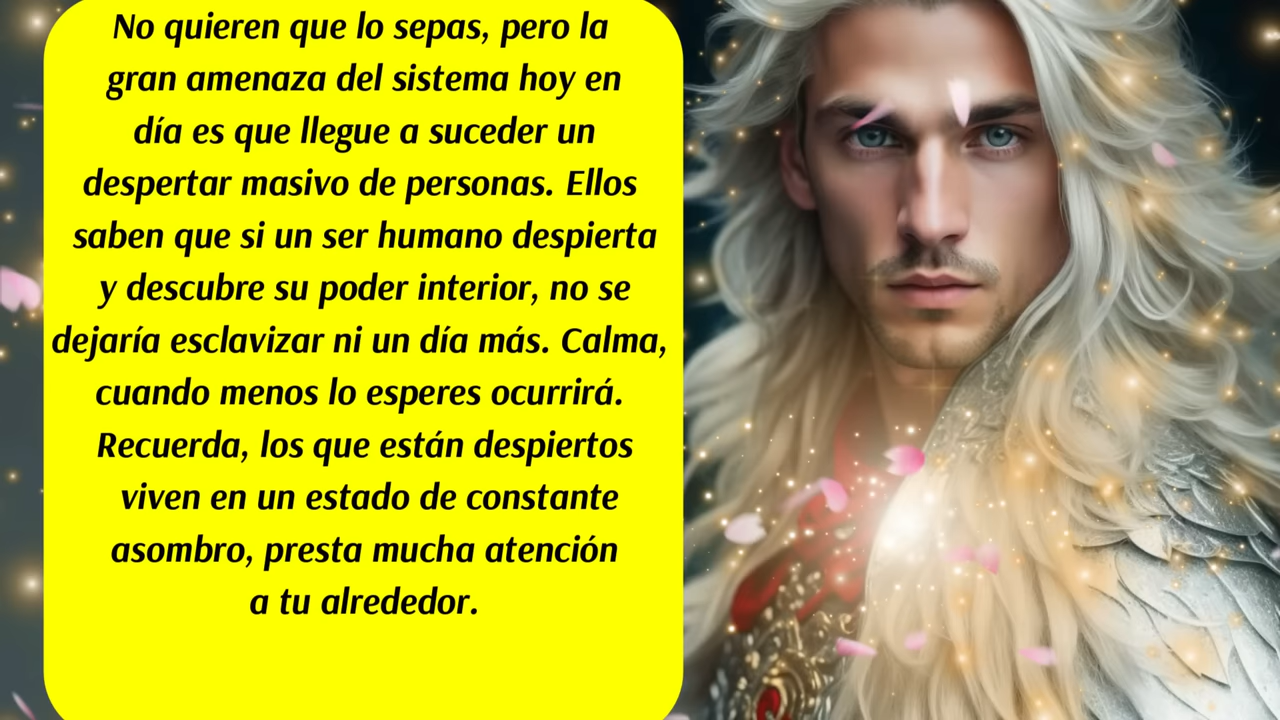 No quieren que lo sepas, pero la
gran amenaza del sistema hoy en
día es que llegue a suceder un
despertar masivo de personas. Ellos
saben que si un ser humano despierta
y descubre su poder interior, no se
dejaría esclavizar ni un día más. Calma,
cuando menos lo esperes ocurrirá.
Recuerda, los que están despiertos
viven en un estado de constante
asombro, presta mucha atención
a tu alrededor.